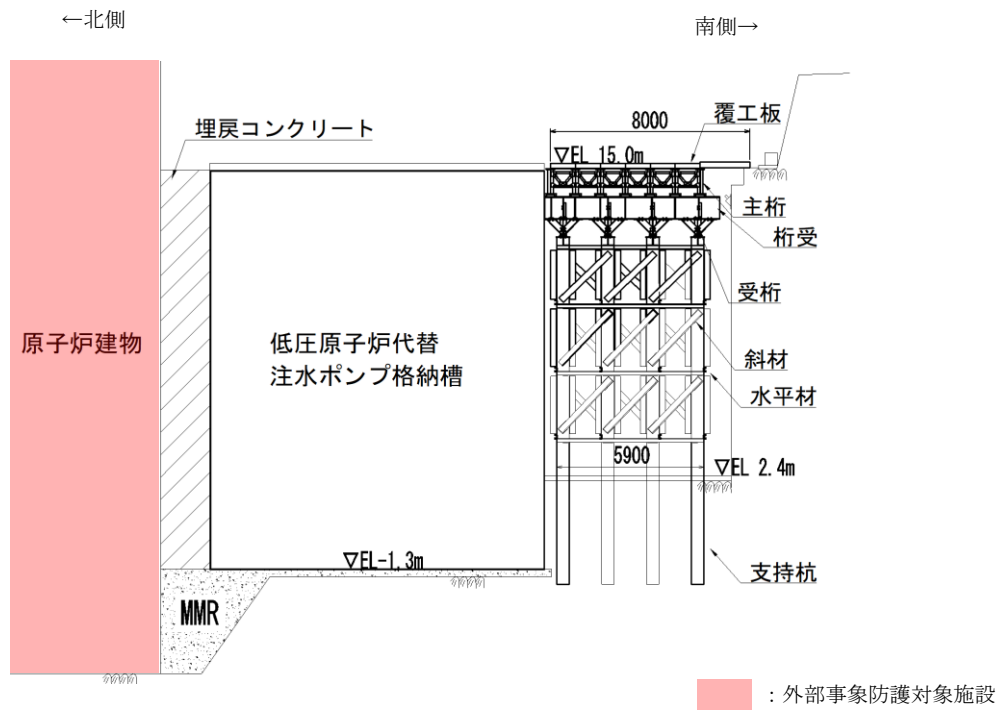 ←北側
南側→
埋戻コンクリート
8000
覆工板
▽EL 15.0m
主桁
桁受
受桁
原子炉建物
低圧原子炉代替
注水ポンプ格納槽
斜材
水平材
5900
▽EL 2.4m
▽EL-1.3m
支持杭
MMR
:外部事象防護対象施設